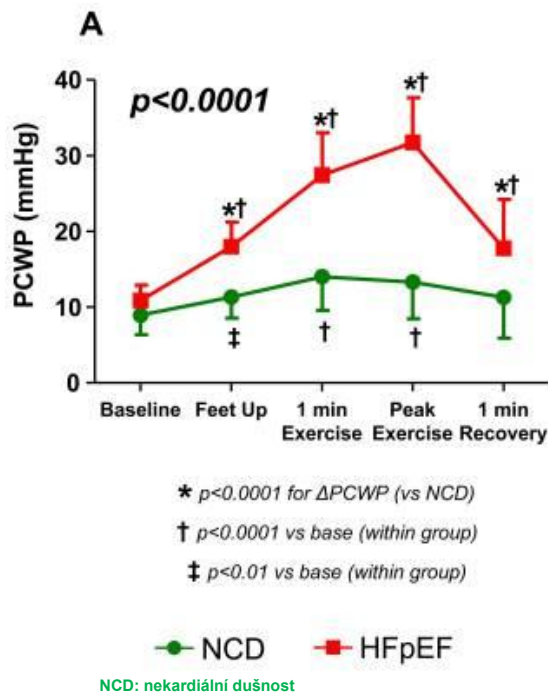 A
p<0.0001
PCWP (mmHg)
40
30
20
10
0
*†
*†
*†
*†
‡
†
†
Baseline Feet Up 1 min Exercise Peak Exercise 1 min Recovery
* p<0.0001 for ΔPCWP (vs NCD)
† p<0.0001 vs base (within group)
‡ p<0.01 vs base (within group)
NCD HFpEF
NCD: nekardiální dušnost